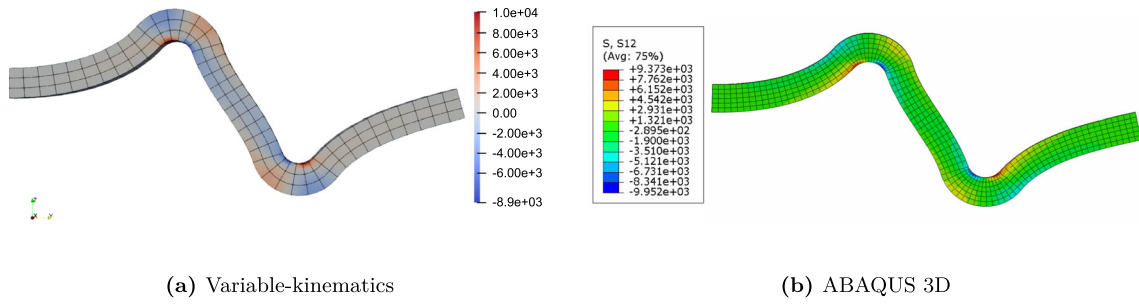 1.0e+04
8.00e+3
6.00e+3
4.00e+3
2.00e+3
0.00
-2.00e+3
-4.00e+3
-6.00e+3
-8.9e+03
Z
X
Y
S, S12
(Avg: 75%)
+9.373e+03
+7.762e+03
+6.152e+03
+4.542e+03
+2.931e+03
+1.321e+03
-2.895e+02
-1.900e+03
-3.510e+03
-5.121e+03
-6.731e+03
-8.341e+03
-9.952e+03
(a) Variable-kinematics
(b) ABAQUS 3D